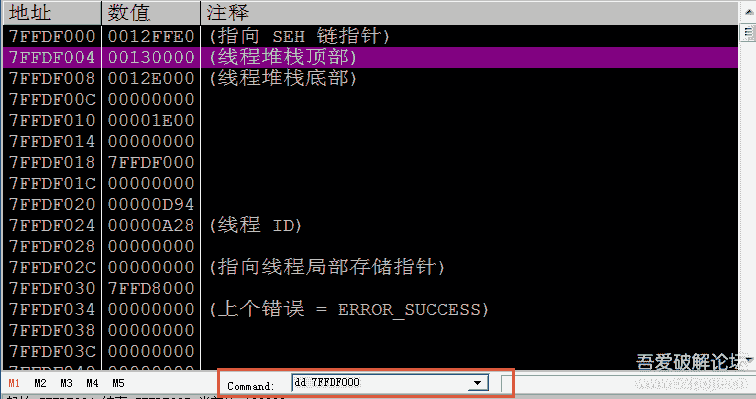 地址 数值 注释
7FFDF000 0012FFE0 (指向 SEH 链指针)
7FFDF004 00130000 (线程堆栈顶部)
7FFDF008 0012E000 (线程堆栈底部)
7FFDF00C 00000000
7FFDF010 00001E00
7FFDF014 00000000
7FFDF018 7FFDF000
7FFDF01C 00000000
7FFDF020 00000D94
7FFDF024 00000A28 (线程 ID)
7FFDF028 00000000
7FFDF02C 00000000 (指向线程局部存储指针)
7FFDF030 7FFD8000
7FFDF034 00000000 (上个错误 = ERROR_SUCCESS)
7FFDF038 00000000
7FFDF03C 00000000
吾爱破解论坛
M1 M2 M3 M4 M5 Command: dd 7FFDF000